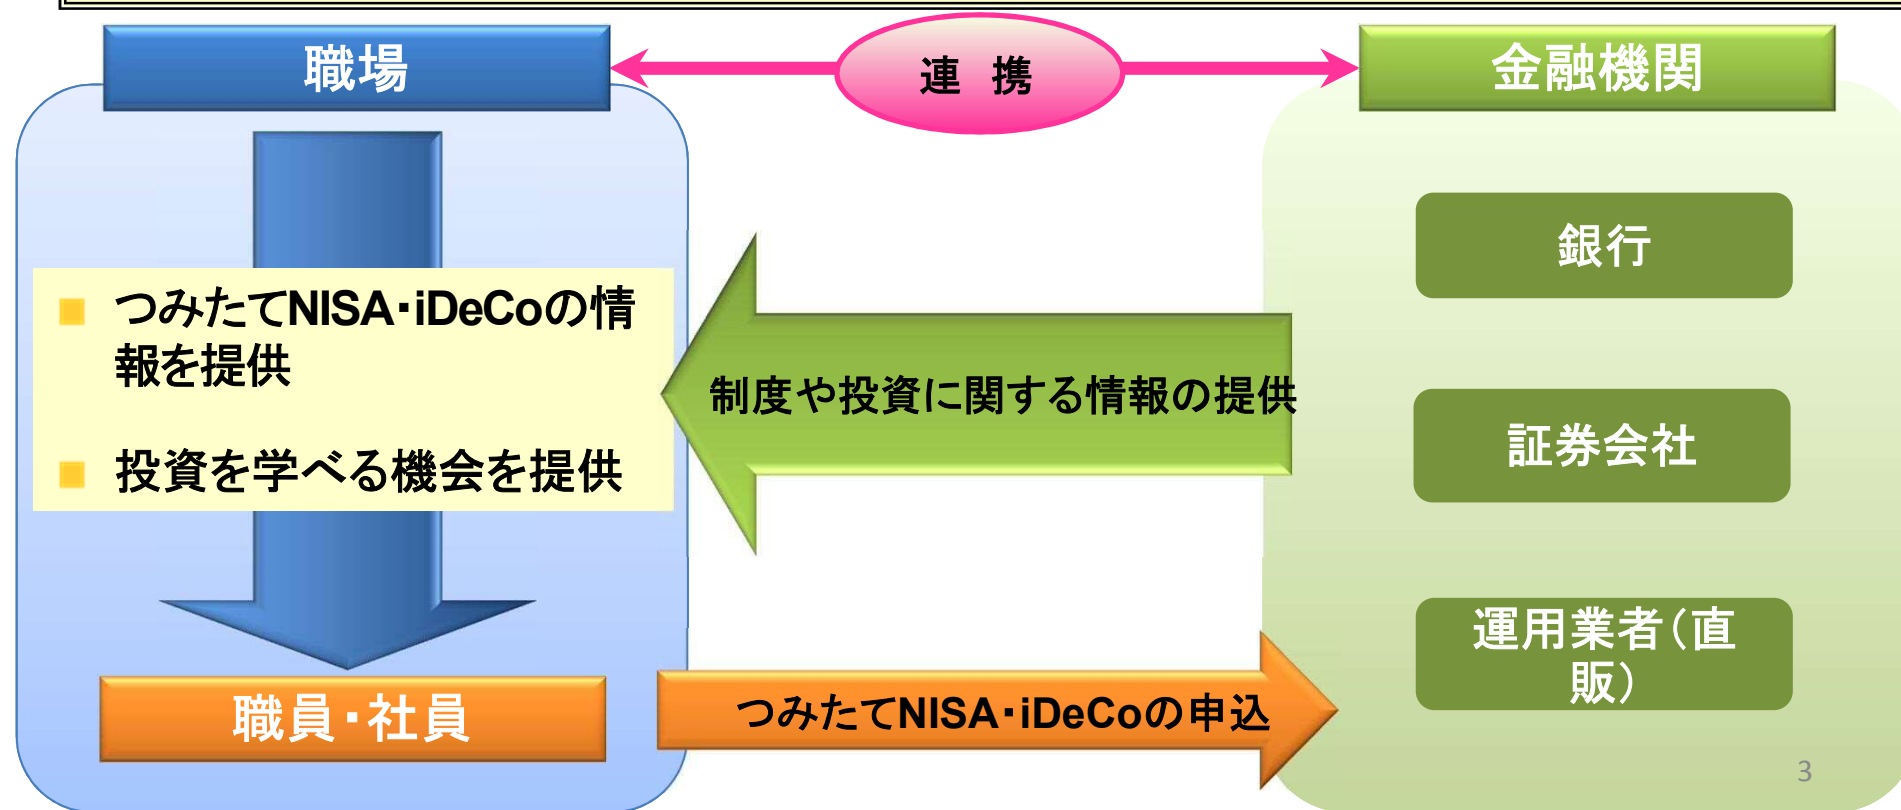 職場
連 携
金融機関
銀行
■ つみたてNISA・iDeCoの情
報を提供
制度や投資に関する情報の提供
証券会社
■ 投資を学べる機会を提供
運用業者(直
販)
職員・社員
つみたてNISA・iDeCoの申込
3